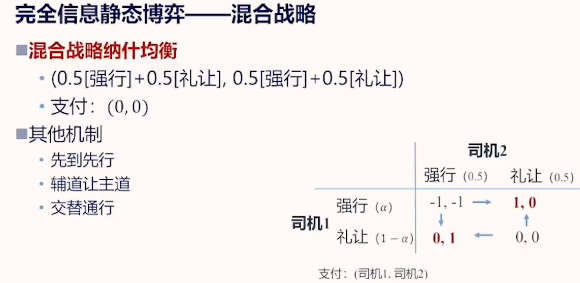 完全信息静态博弈——混合战略
■混合战略纳什均衡
• (0.5[强行]+0.5[礼让], 0.5[强行]+0.5[礼让])
• 支付：(0,0)
■其他机制
• 先到先行
• 辅道让主道
• 交替通行
司机2
强行 (0.5) 礼让 (0.5)
司机1
强行 (α) -1, -1 1, 0
礼让 (1 − α) 0, 1 0, 0
支付：(司机1, 司机2)